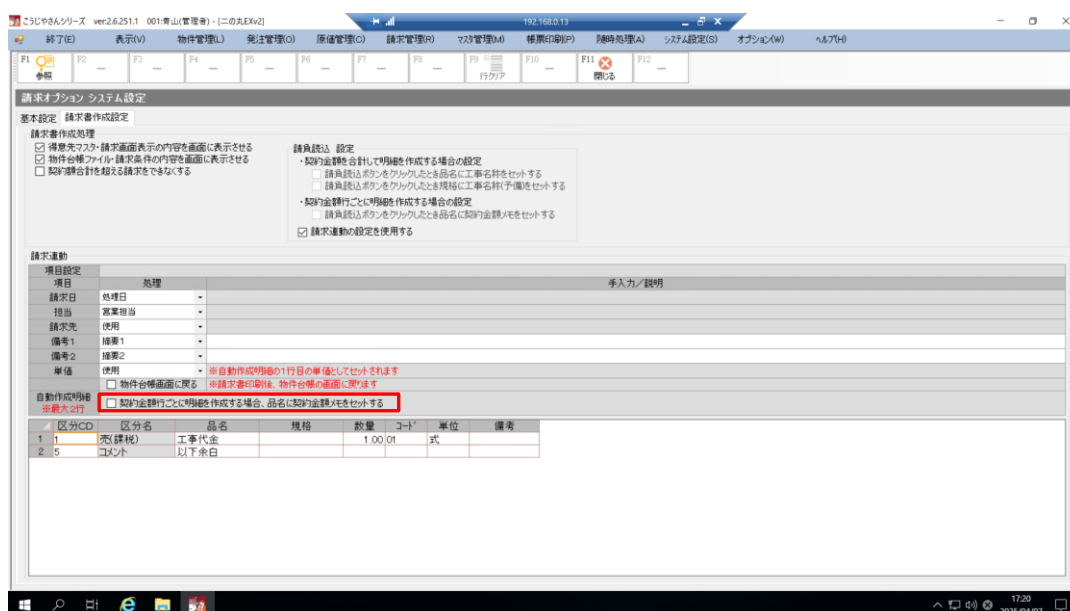 こうじやさんシリーズ ver.2.6.251.1 001:青山(管理者) - [二の丸EXv2]
192.168.0.13
終了(E) 表示(V) 物件管理(L) 発注管理(O) 原価管理(C) 請求管理(R) マスタ管理(M) 帳票印刷(P) 随時処理(A) システム設定(S) オプション(W) ヘルプ(H)
F1 参照 F2 F3 F4 F5 F6 F7 F8 F9 行クリア F10 F11 閉じる F12
請求オプション システム設定
基本設定 請求書作成設定
請求書作成処理
得意先マスタ・請求画面表示の内容を画面に表示させる
物件台帳ファイル・請求条件の内容を画面に表示させる
契約額合計を超える請求をできなくする
請負読込 設定
・契約金額を合計して明細を作成する場合の設定
請負読込ボタンをクリックしたとき品名に工事名称をセットする
請負読込ボタンをクリックしたとき規格に工事名称(予備)をセットする
・契約金額行ごとに明細を作成する場合の設定
請負読込ボタンをクリックしたとき品名に契約金額メモをセットする
請求連動の設定を使用する
請求連動
項目設定
項目 処理 手入力/説明
請求日 処理日
担当 営業担当
請求先 使用
備考1 摘要1
備考2 摘要2
単価 使用 ※自動作成明細の1行目の単価としてセットされます
物件台帳画面に戻る ※請求書印刷後、物件台帳の画面に戻ります
自動作成明細
※最大2行
契約金額行ごとに明細を作成する場合、品名に契約金額メモをセットする
区分CD 区分名 品名 規格 数量 コード 単位 備考
1 1 売(課税) 工事代金 1.00 01 式
2 5 コメント 以下余白
17:20
2025/04/07